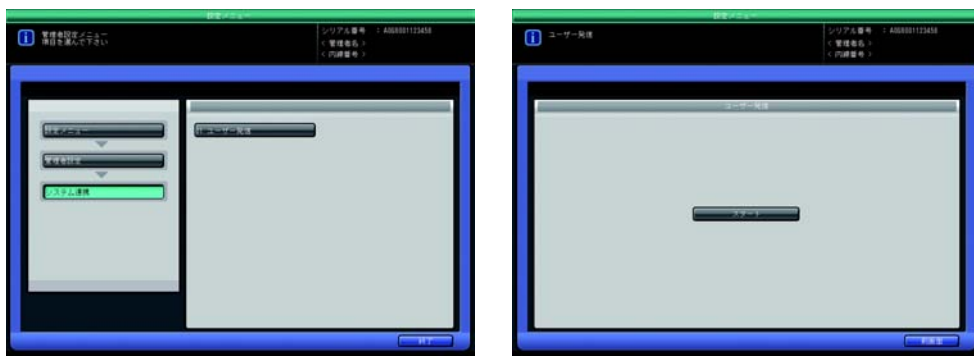 設定メニュー
管理者設定メニュー
項目を選んで下さい
シリアル番号 :
< 管理者名 >
< 内線番号 >
設定メニュー
管理者設定
システム連携
01 ユーザー発信
終了
設定メニュー
ユーザー発信
シリアル番号 :
< 管理者名 >
< 内線番号 >
ユーザー発信
スタート
前画面